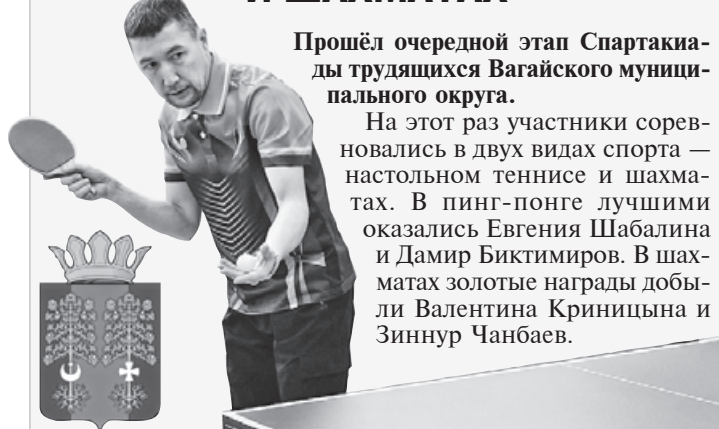 И ШАХМАТАХ
Прошёл очередной этап Спартакиа-
ды трудящихся Вагайского муници-
пального округа.
На этот раз участники сорев-
новались в двух видах спорта —
настольном теннисе и шахма-
тах. В пинг-понге лучшими
оказались Евгения Шабалина
и Дамир Биктимиров. В шах-
матах золотые награды добы-
ли Валентина Криницына и
Зиннур Чанбаев.